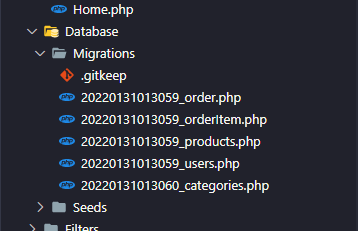 Home.php
Database
Migrations
.gitkeep
20220131013059_order.php
20220131013059_orderItem.php
20220131013059_products.php
20220131013059_users.php
20220131013060_categories.php
Seeds
Filters